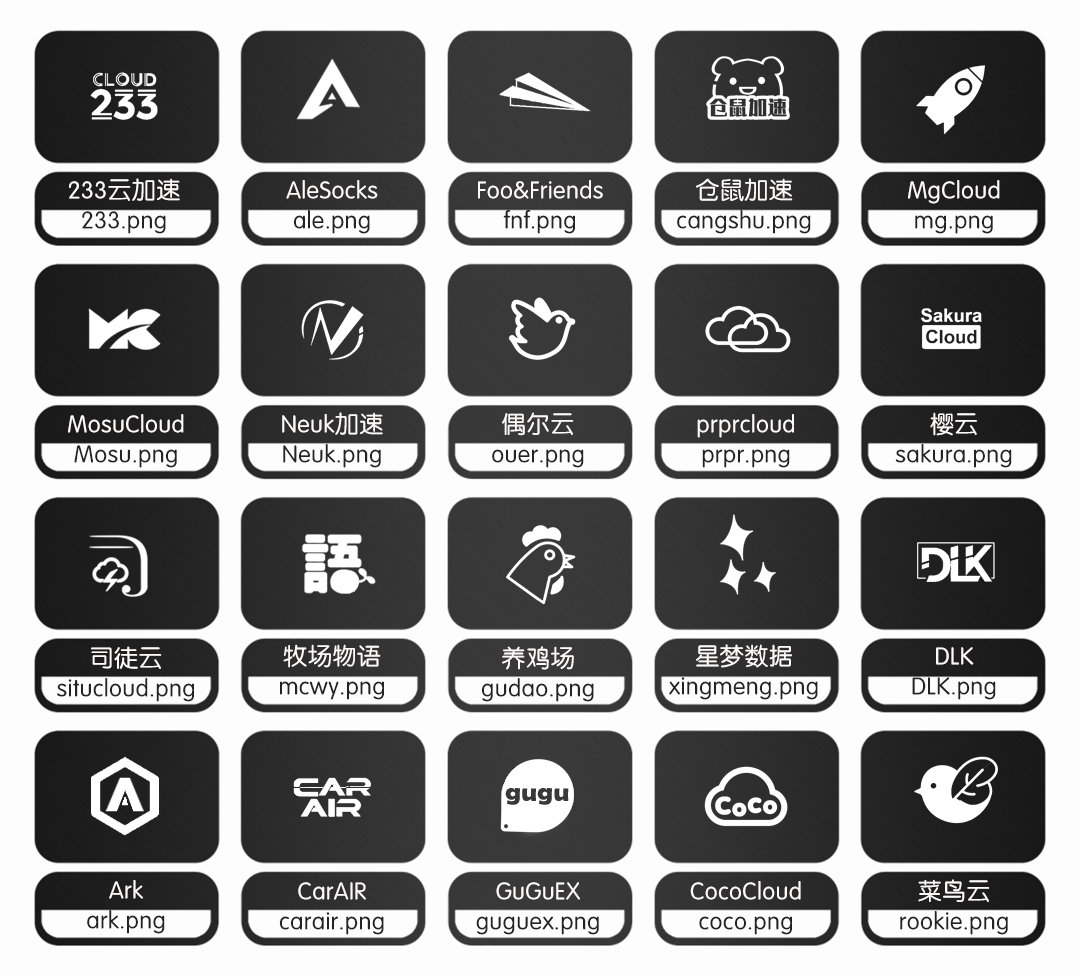 CLOUD
233
仓鼠加速
233云加速
AleSocks
Foo&Friends
仓鼠加速
MgCloud
233.png
ale.png
fnf.png
cangshu.png
mg.png
Sakura
Cloud
MosuCloud
Neuk加速
偶尔云
prprcloud
樱云
Mosu.png
Neuk.png
ouer.png
prpr.png
sakura.png
語
DLK
司徒云
牧场物语
养鸡场
星梦数据
DLK
situcloud.png
mcwy.png
gudao.png
xingmeng.png
DLK.png
A
CAR
AIR
gugu
CoCo
Ark
CarAIR
GuGuEX
CocoCloud
菜鸟云
ark.png
carair.png
guguex.png
coco.png
rookie.png